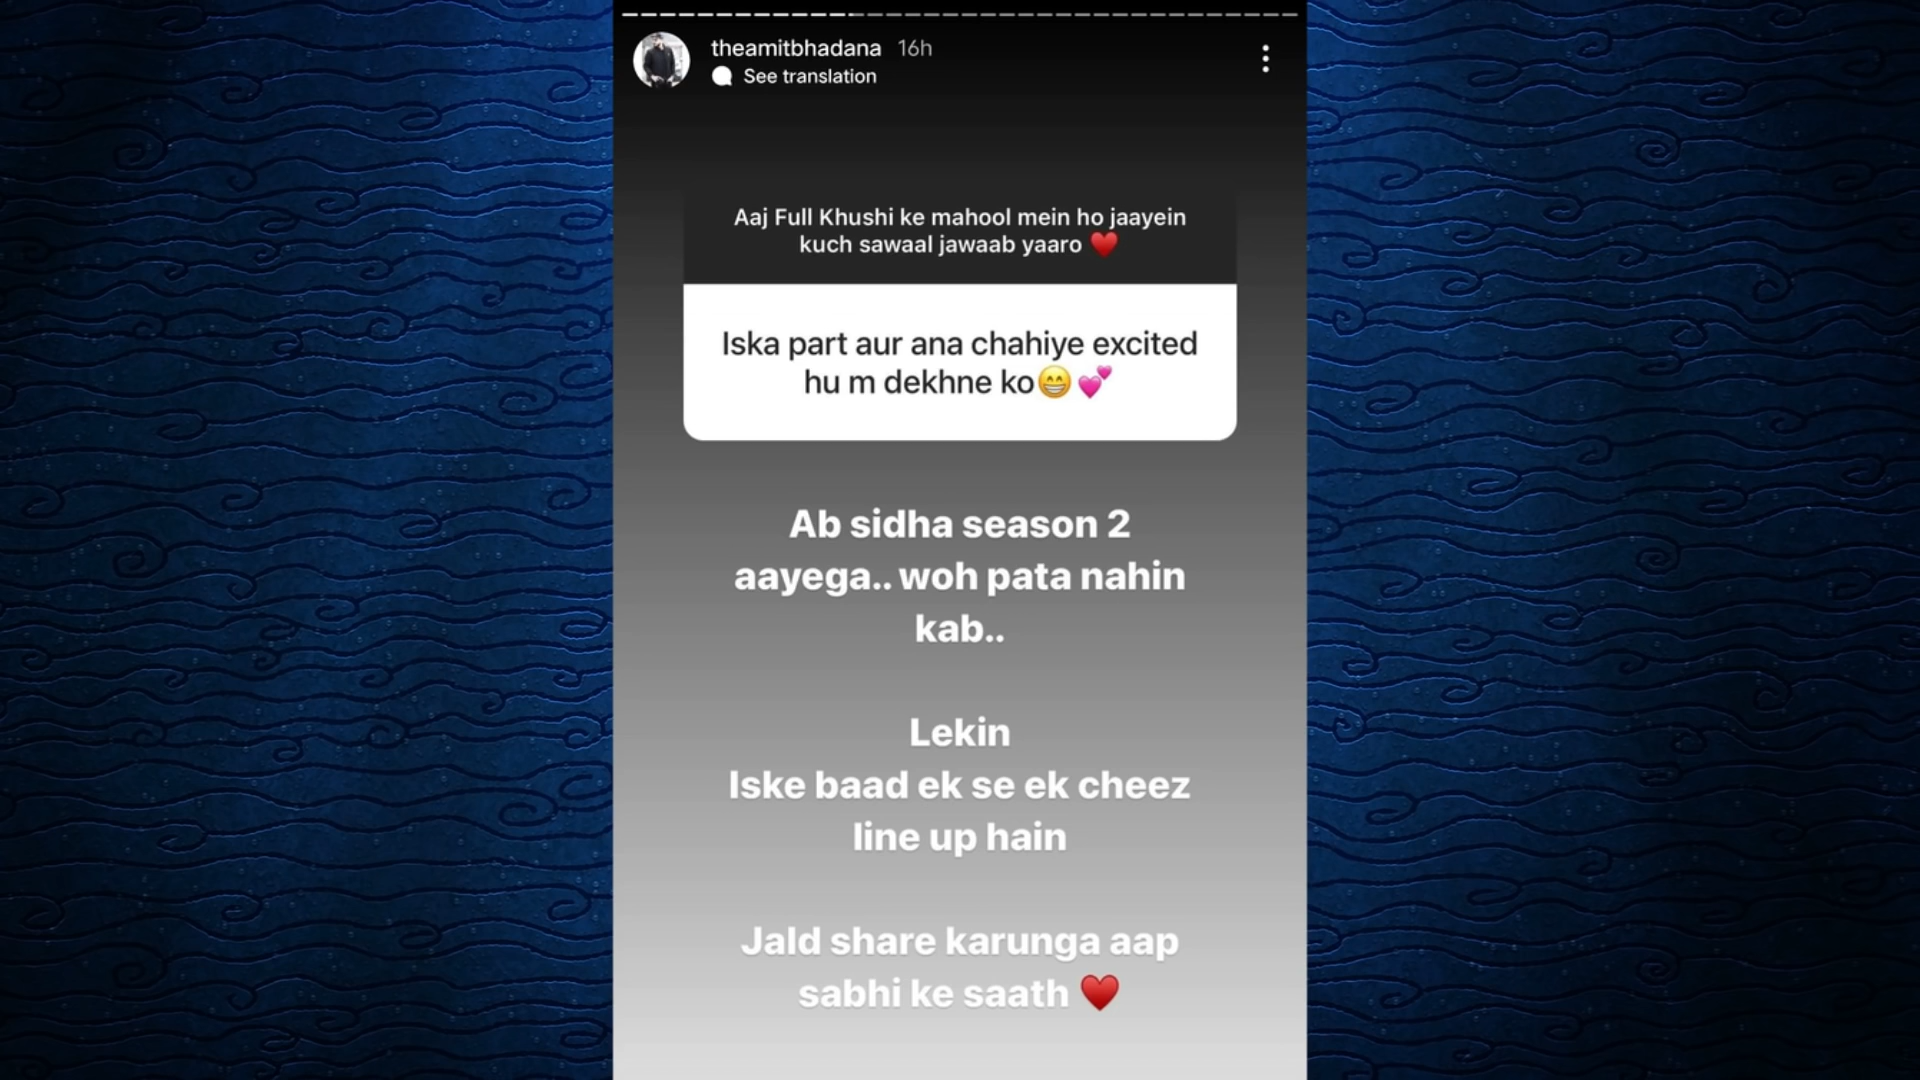 theamitbhadana 16h
See translation
Aaj Full Khushi ke mahool mein ho jaayein
kuch sawaal jawaab yaaro ❤️
Iska part aur ana chahiye excited
hu m dekhne ko😁💕
Ab sidha season 2
aayega.. woh pata nahin
kab..
Lekin
Iske baad ek se ek cheez
line up hain
Jald share karunga aap
sabhi ke saath ❤️